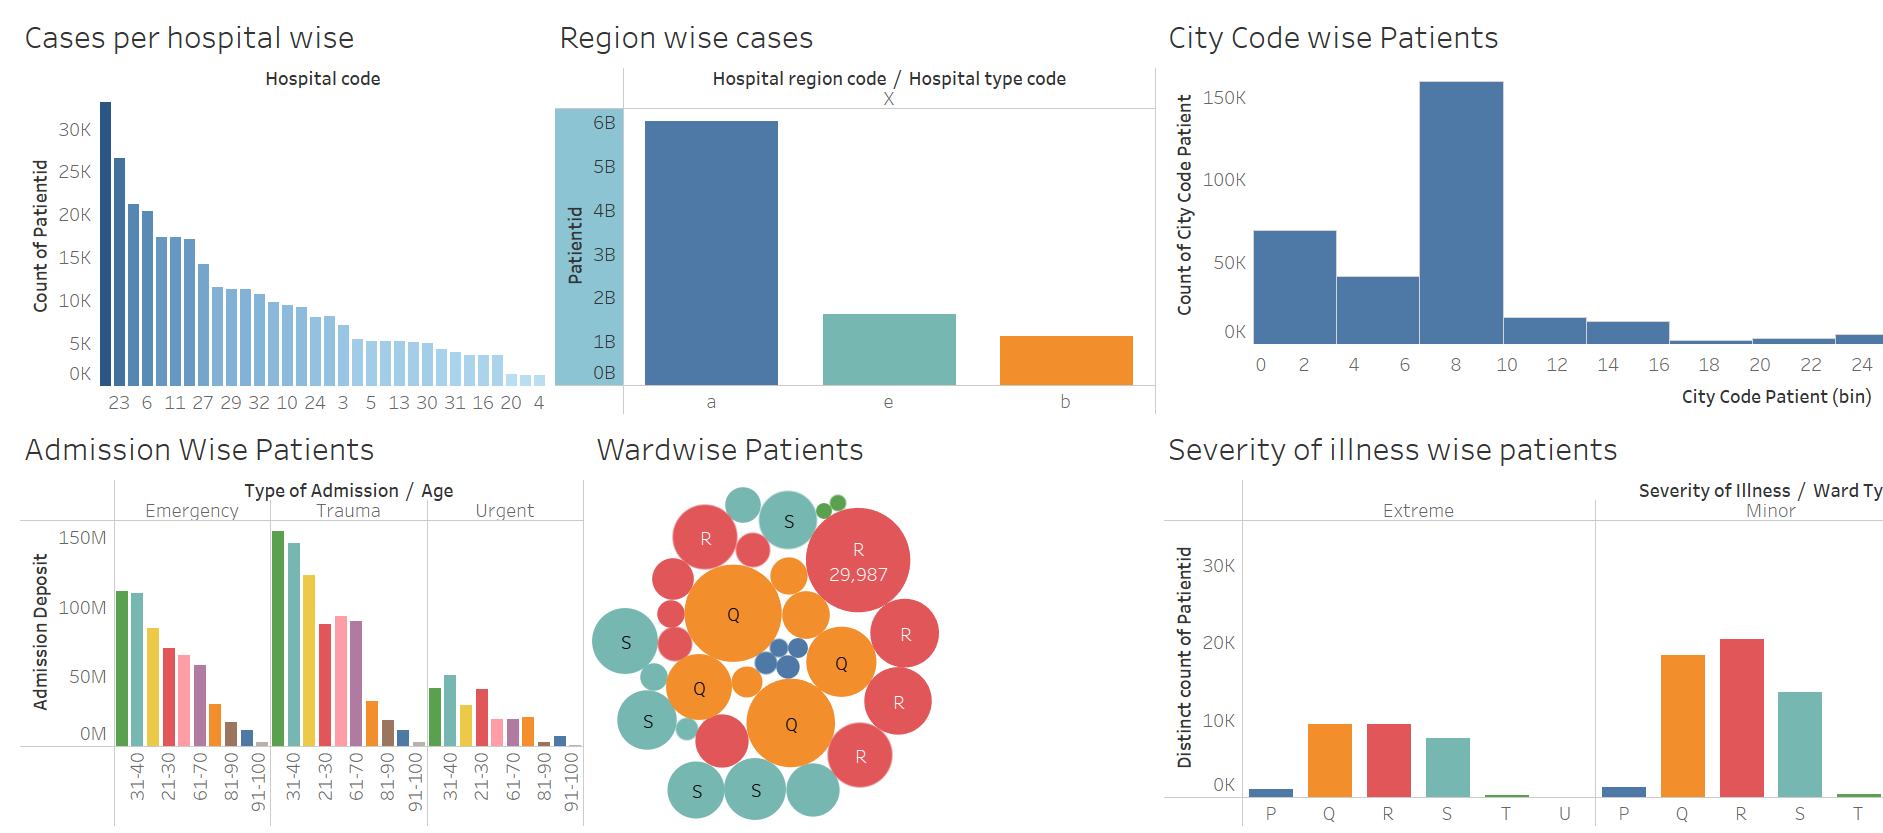 Cases per hospital wise
Hospital code
Count of Patientid
30K
25K
20K
15K
10K
5K
0K
23 6 11 27 29 32 10 24 3 5 13 30 31 16 20 4
Region wise cases
Hospital region code / Hospital type code
X
Patientid
6B
5B
4B
3B
2B
1B
0B
a e b
City Code wise Patients
Count of City Code Patient
150K
100K
50K
0K
0 2 4 6 8 10 12 14 16 18 20 22 24
City Code Patient (bin)
Admission Wise Patients
Type of Admission / Age
Emergency Trauma Urgent
Admission Deposit
150M
100M
50M
0M
31-40 21-30 61-70 81-90 91-100 31-40 21-30 61-70 81-90 91-100 31-40 21-30 61-70 81-90 91-100
Wardwise Patients
S
R
R
29,987
Q
S
R
Q
Q
R
S
Q
R
S
S
Severity of illness wise patients
Severity of Illness / Ward Ty
Extreme Minor
Distinct count of Patientid
30K
20K
10K
0K
P Q R S T U P Q R S T